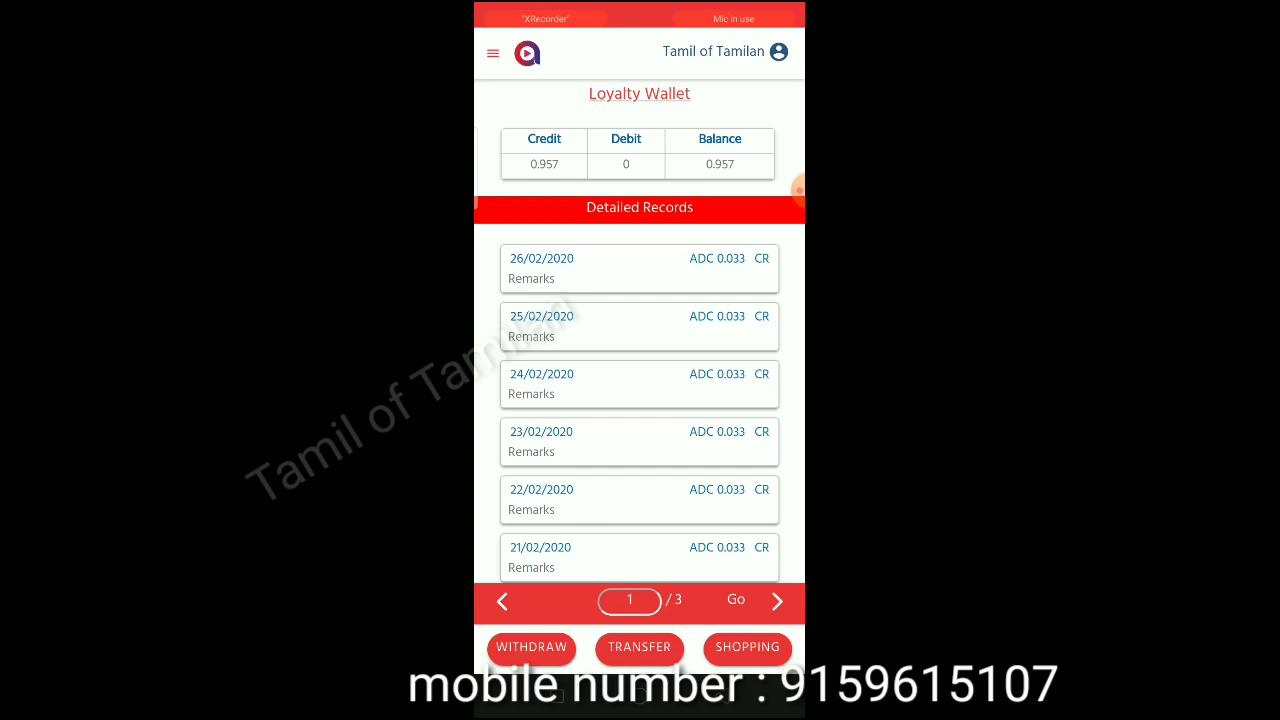 "XRecorder"
Mic in use
Tamil of Tamilan
Loyalty Wallet
Credit Debit Balance
0.957 0 0.957
Detailed Records
26/02/2020 ADC 0.033 CR
Remarks
25/02/2020 ADC 0.033 CR
Remarks
24/02/2020 ADC 0.033 CR
Remarks
23/02/2020 ADC 0.033 CR
Remarks
22/02/2020 ADC 0.033 CR
Remarks
21/02/2020 ADC 0.033 CR
Remarks
Tamil of Tamilan
1 / 3 Go
WITHDRAW TRANSFER SHOPPING
mobile number : 9159615107